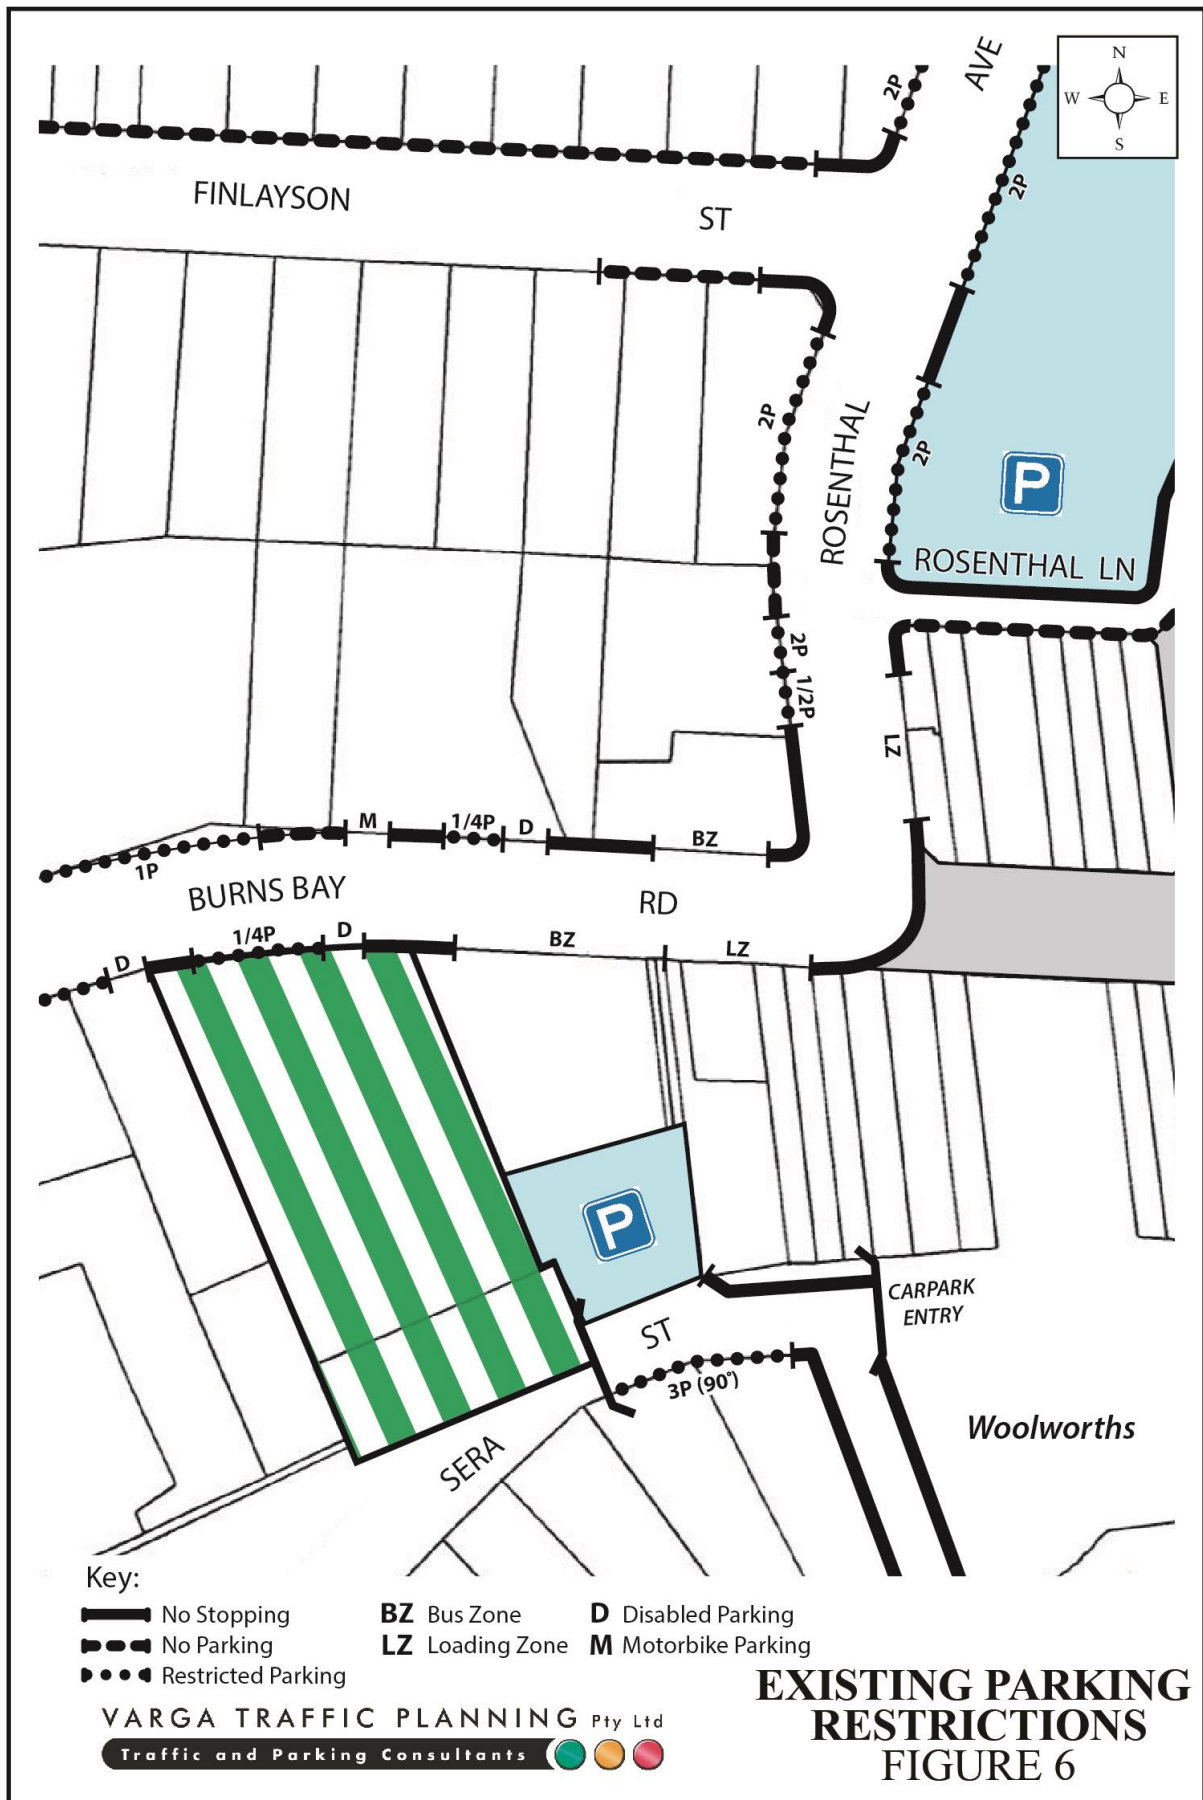 AVE
N
W E
S
2P
2P
FINLAYSON
ST
2P
ROSENTHAL
2P
P
ROSENTHAL LN
2P
1/2P
LZ
M
1/4P
D
BZ
1P
BURNS BAY
RD
D
1/4P
D
BZ
LZ
P
CARPARK
ENTRY
ST
3P (90°)
Woolworths
SERA
Key:
No Stopping
No Parking
Restricted Parking
BZ Bus Zone
LZ Loading Zone
D Disabled Parking
M Motorbike Parking
EXISTING PARKING
RESTRICTIONS
FIGURE 6
VARGA TRAFFIC PLANNING Pty Ltd
Traffic and Parking Consultants